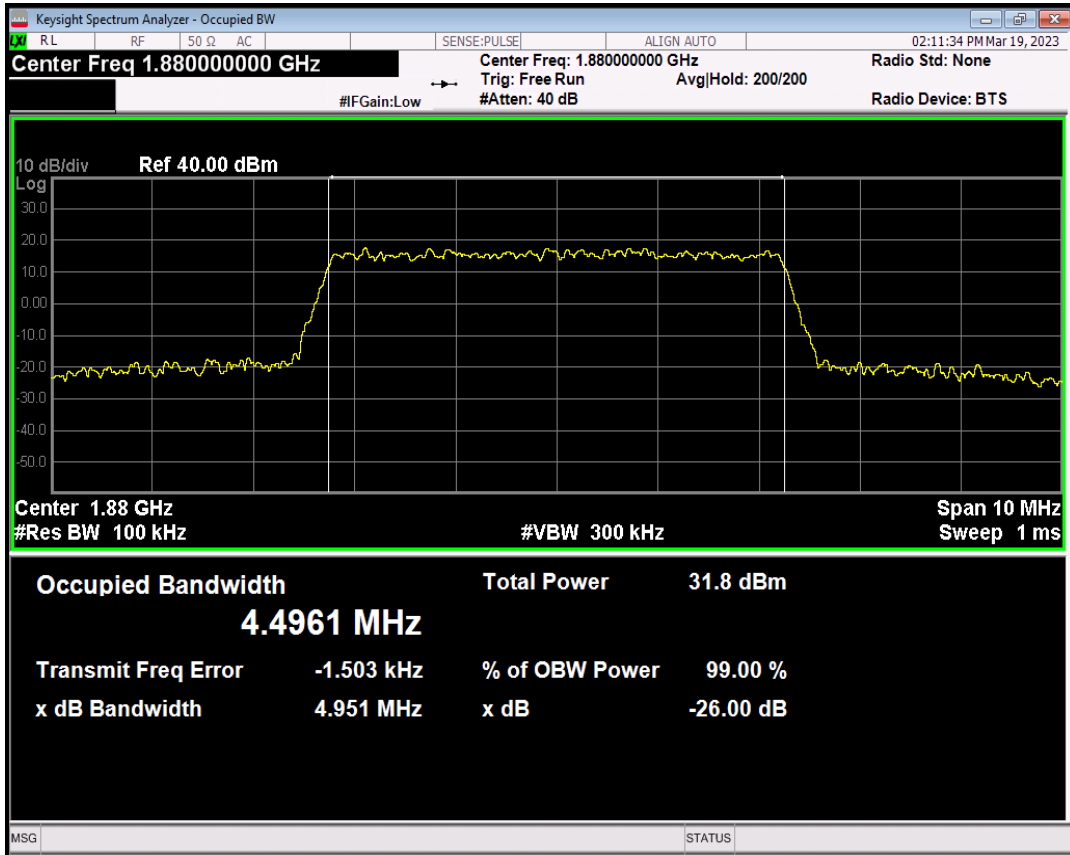 Keysight Spectrum Analyzer - Occupied BW
LXI RL RF 50 Ω AC SENSE:PULSE ALIGN AUTO 02:11:34 PM Mar 19, 2023
Center Freq 1.880000000 GHz Center Freq: 1.880000000 GHz Radio Std: None
Trig: Free Run Avg|Hold: 200/200
#IFGain:Low #Atten: 40 dB Radio Device: BTS
10 dB/div Ref 40.00 dBm
Log
30.0
20.0
10.0
0.00
-10.0
-20.0
-30.0
-40.0
-50.0
Center 1.88 GHz Span 10 MHz
#Res BW 100 kHz #VBW 300 kHz Sweep 1 ms
Occupied Bandwidth Total Power 31.8 dBm
4.4961 MHz
Transmit Freq Error -1.503 kHz % of OBW Power 99.00 %
x dB Bandwidth 4.951 MHz x dB -26.00 dB
MSG STATUS